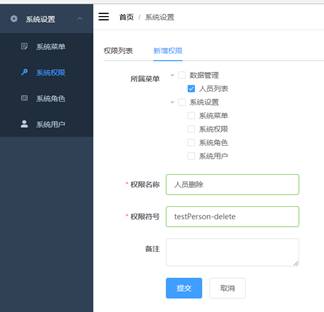 系统设置
首页 / 系统设置
系统菜单
系统权限
系统角色
系统用户
权限列表 新增权限
所属菜单
数据管理
人员列表
系统设置
系统菜单
系统权限
系统角色
系统用户
* 权限名称 人员删除
* 权限符号 testPerson-delete
备注
提交 取消